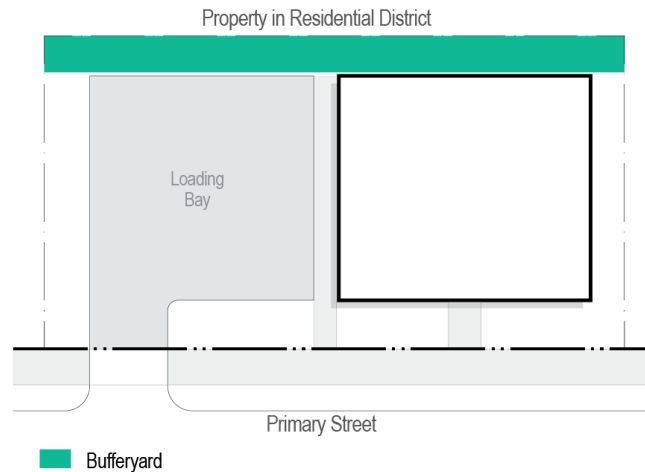 Property in Residential District
Loading
Bay
Primary Street
Bufferyard